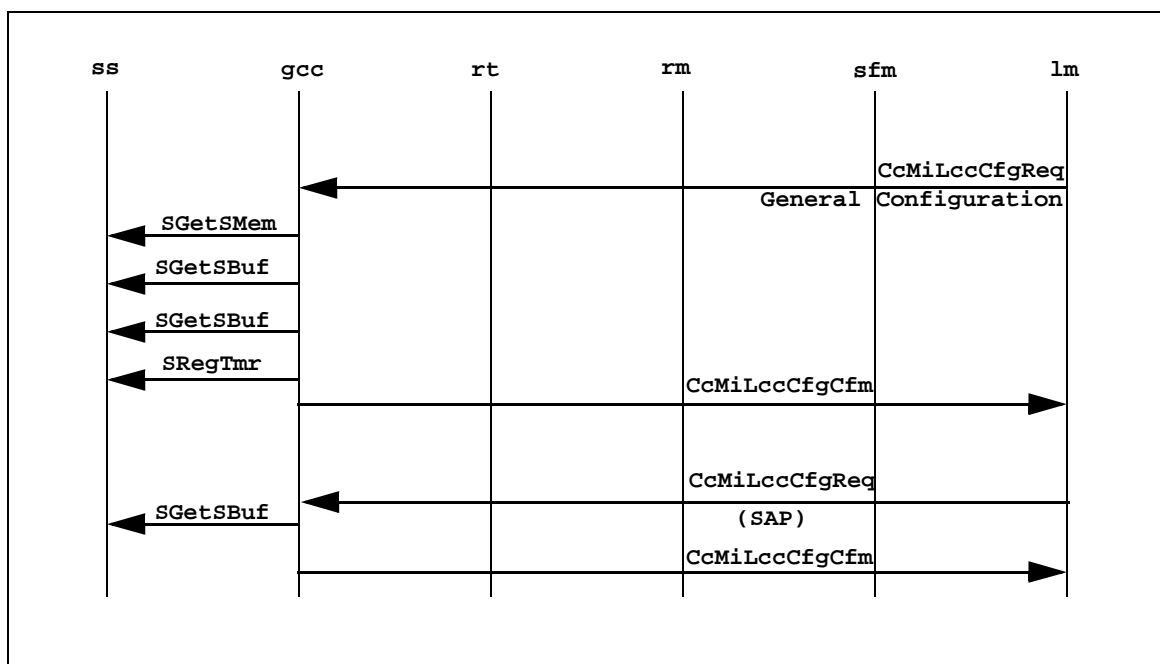 ss gcc rt rm sfm lm
CcMiLccCfgReq
General Configuration
SGetSMem
SGetSBuf
SGetSBuf
SRegTmr
CcMiLccCfgCfm
CcMiLccCfgReq
SGetSBuf
(SAP)
CcMiLccCfgCfm